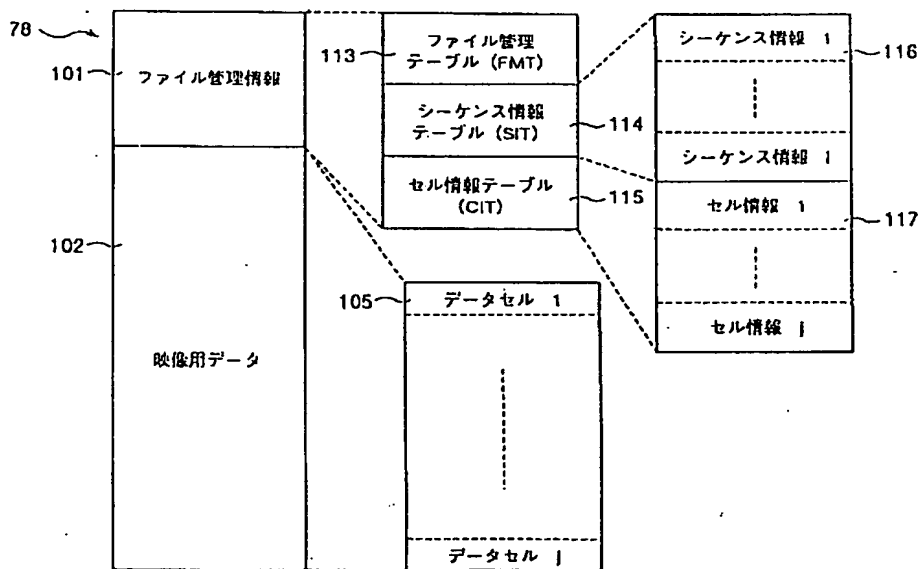 78
101
ファイル管理情報
102
映像用データ
113
ファイル管理
テーブル (FMT)
シーケンス情報
テーブル (SIT)
114
セル情報テーブル
(CIT)
115
シーケンス情報 1
116
シーケンス情報 i
セル情報 1
117
セル情報 j
105
データセル 1
データセル j